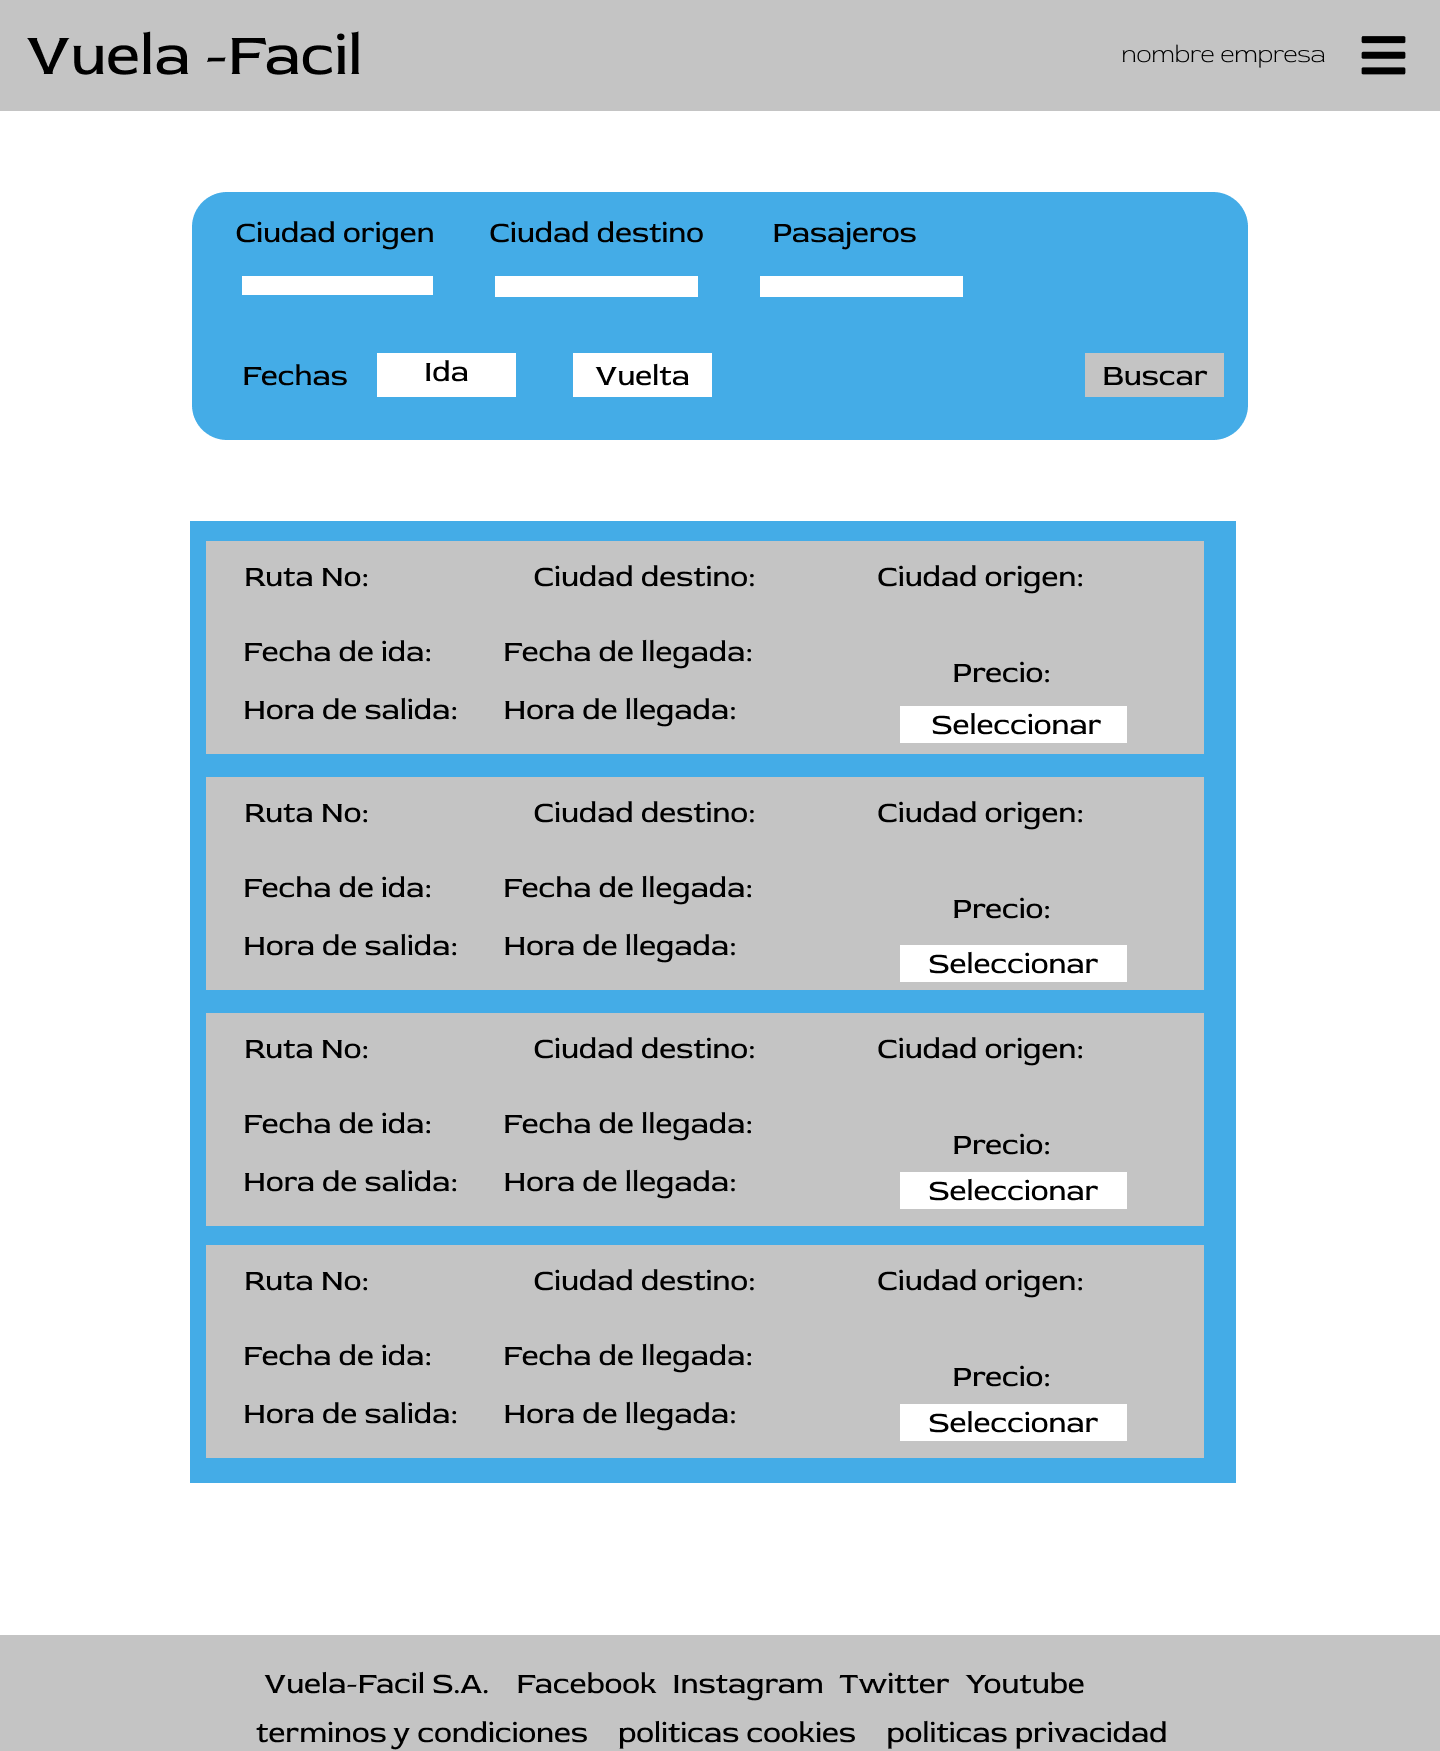 Vuela -Facil nombre empresa
Ciudad origen Ciudad destino Pasajeros
Fechas Ida Vuelta Buscar
Ruta No: Ciudad destino: Ciudad origen:
Fecha de ida: Fecha de llegada:
Precio:
Hora de salida: Hora de llegada:
Seleccionar
Ruta No: Ciudad destino: Ciudad origen:
Fecha de ida: Fecha de llegada:
Precio:
Hora de salida: Hora de llegada:
Seleccionar
Ruta No: Ciudad destino: Ciudad origen:
Fecha de ida: Fecha de llegada:
Precio:
Hora de salida: Hora de llegada:
Seleccionar
Ruta No: Ciudad destino: Ciudad origen:
Fecha de ida: Fecha de llegada:
Precio:
Hora de salida: Hora de llegada:
Seleccionar
Vuela-Facil S.A. Facebook Instagram Twitter Youtube
terminos y condiciones politicas cookies politicas privacidad